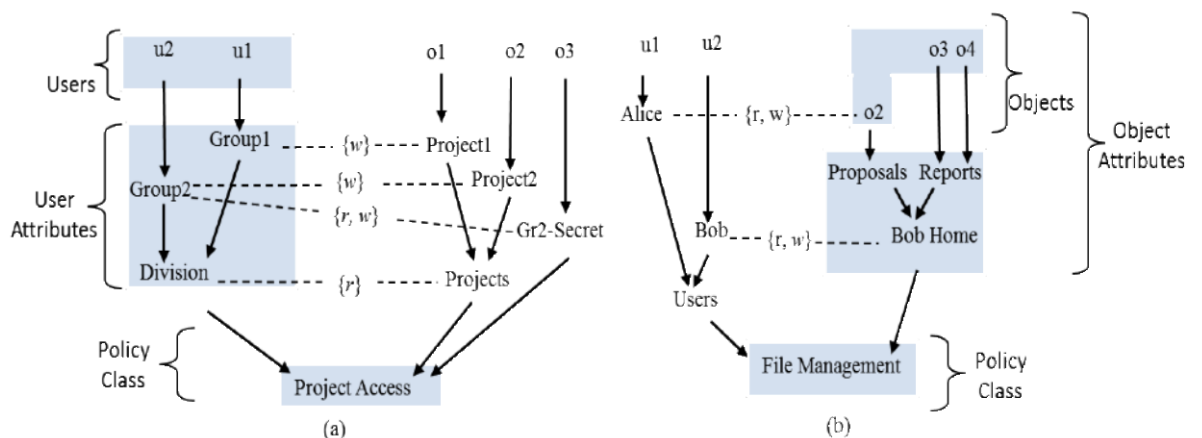 u2 u1 o1 o2 o3
Users
Group1 {w} Project1
Group2 {w} Project2
User
Attributes
{r, w} Gr2-Secret
Division {r} Projects
Policy
Class
Project Access
(a)
u1 u2 o3 o4
Objects
Alice {r, w} o2
Object
Attributes
Proposals Reports
Bob {r, w} Bob Home
Users
File Management
Policy
Class
(b)